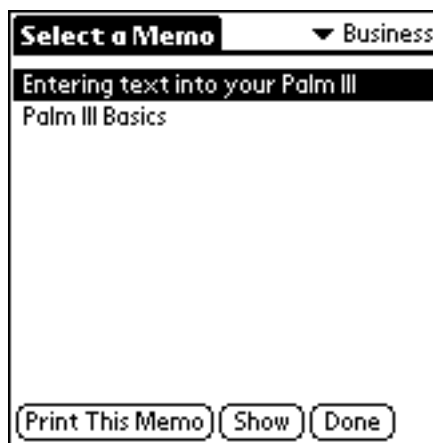 Select a Memo Business
Entering text into your Palm III
Palm III Basics
Print This Memo Show Done